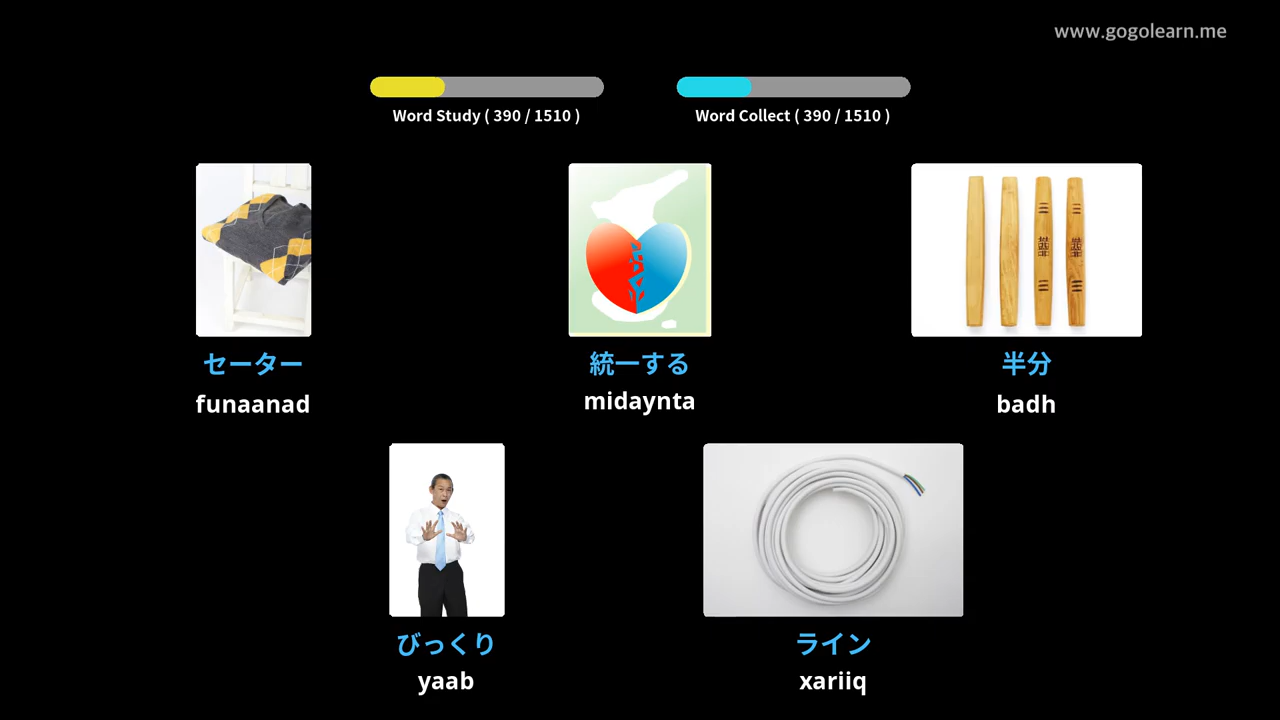 www.gogolearn.me
Word Study ( 390 / 1510 )
Word Collect ( 390 / 1510 )
セーター
funaanad
統一する
midaynta
半分
badh
びっくり
yaab
ライン
xariiq